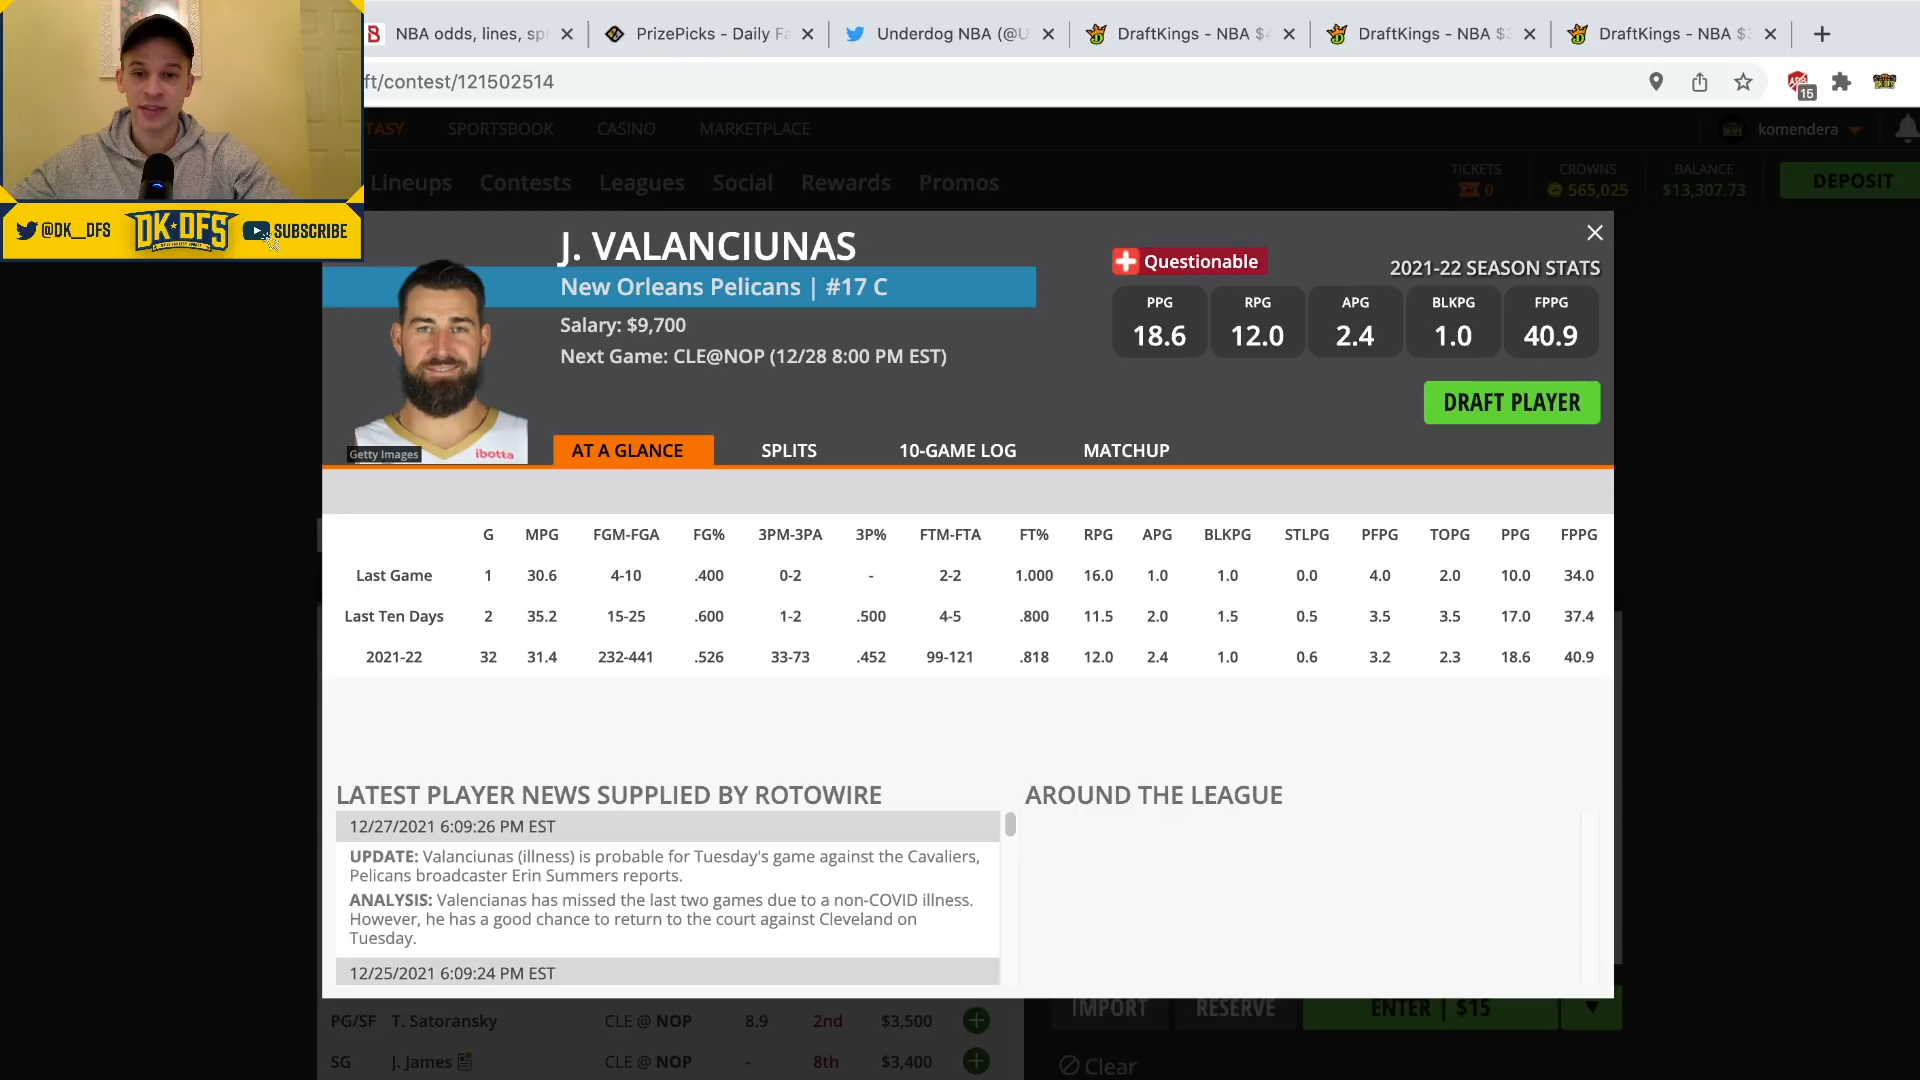 NBA odds, lines, sp
PrizePicks - Daily Fa
Underdog NBA (@U
DraftKings - NBA $
DraftKings - NBA $
DraftKings - NBA $
ft/contest/121502514
15
TASY
SPORTSBOOK
CASINO
MARKETPLACE
komendera
Lineups
Contests
Leagues
Social
Rewards
Promos
TICKETS
0
CROWNS
565,025
BALANCE
$13,307.73
DEPOSIT
@DK__DFS
DK DFS
SUBSCRIBE
J. VALANCIUNAS
New Orleans Pelicans | #17 C
Salary: $9,700
Next Game: CLE@NOP (12/28 8:00 PM EST)
Questionable
2021-22 SEASON STATS
PPG RPG APG BLKPG FPPG
18.6 12.0 2.4 1.0 40.9
DRAFT PLAYER
Getty Images
ibotta
AT A GLANCE
SPLITS
10-GAME LOG
MATCHUP
G MPG FGM-FGA FG% 3PM-3PA 3P% FTM-FTA FT% RPG APG BLKPG STLPG PFPG TOPG PPG FPPG
Last Game 1 30.6 4-10 .400 0-2 - 2-2 1.000 16.0 1.0 1.0 0.0 4.0 2.0 10.0 34.0
Last Ten Days 2 35.2 15-25 .600 1-2 .500 4-5 .800 11.5 2.0 1.5 0.5 3.5 3.5 17.0 37.4
2021-22 32 31.4 232-441 .526 33-73 .452 99-121 .818 12.0 2.4 1.0 0.6 3.2 2.3 18.6 40.9
LATEST PLAYER NEWS SUPPLIED BY ROTOWIRE
12/27/2021 6:09:26 PM EST
UPDATE: Valanciunas (illness) is probable for Tuesday's game against the Cavaliers,
Pelicans broadcaster Erin Summers reports.
ANALYSIS: Valencianas has missed the last two games due to a non-COVID illness.
However, he has a good chance to return to the court against Cleveland on
Tuesday.
12/25/2021 6:09:24 PM EST
AROUND THE LEAGUE
PG/SF T. Satoransky CLE @ NOP 8.9 2nd $3,500
SG J. James CLE @ NOP - 8th $3,400
IMPORT
RESERVE
ENTER | $15
Clear